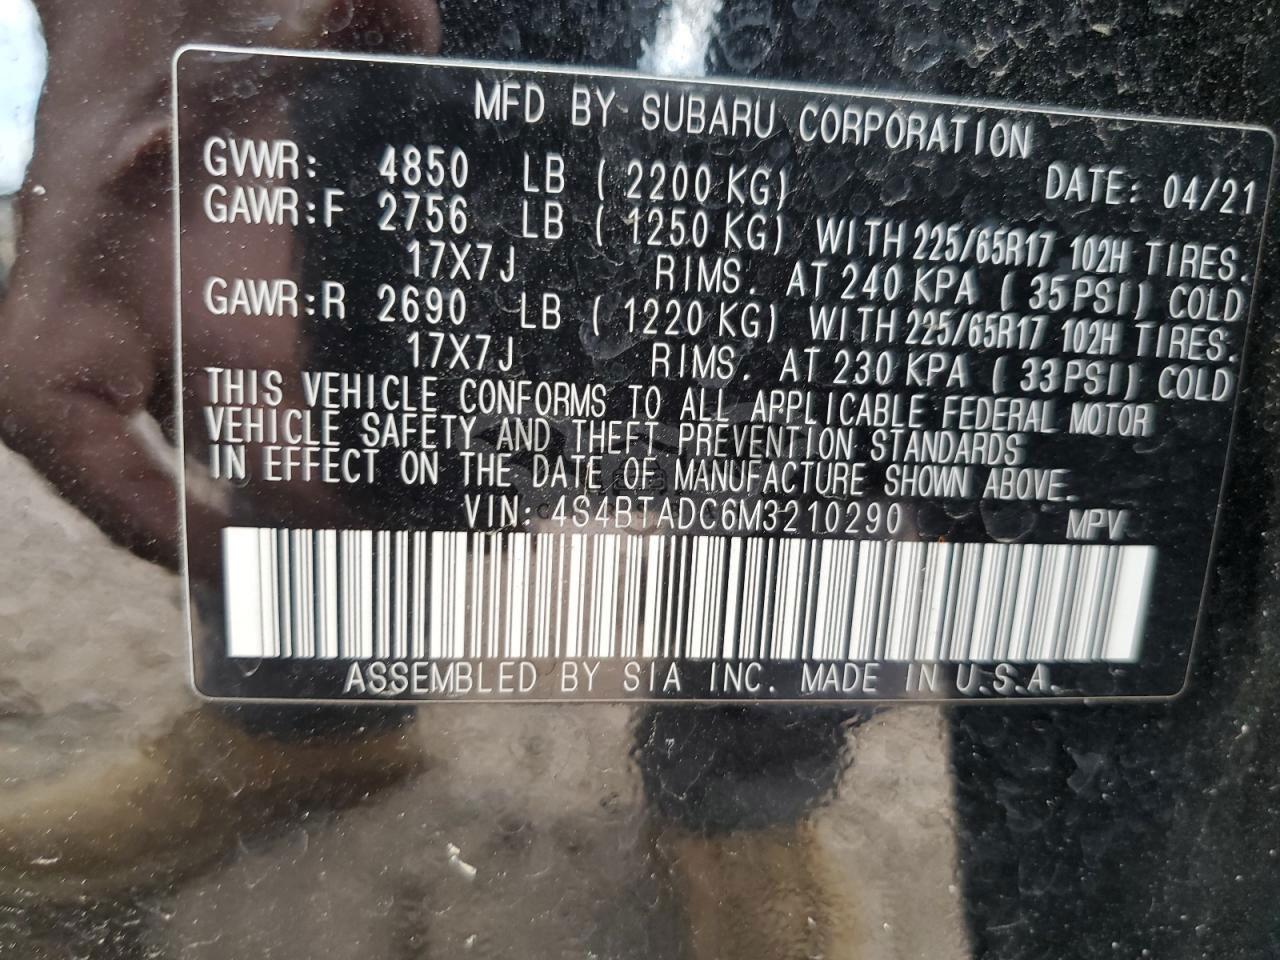 MFD BY SUBARU CORPORATION
GVWR: 4850 LB ( 2200 KG) DATE: 04/21
GAWR:F 2756 LB ( 1250 KG) WITH 225/65R17 102H TIRES.
17X7J RIMS. AT 240 KPA ( 35PSI) COLD
GAWR:R 2690 LB ( 1220 KG) WITH 225/65R17 102H TIRES.
17X7J RIMS. AT 230 KPA ( 33PSI) COLD
THIS VEHICLE CONFORMS TO ALL APPLICABLE FEDERAL MOTOR
VEHICLE SAFETY AND THEFT PREVENTION STANDARDS
IN EFFECT ON THE DATE OF MANUFACTURE SHOWN ABOVE.
VIN: 4S4BTADC6M3210290 MPV
ASSEMBLED BY SIA INC. MADE IN U.S.A.